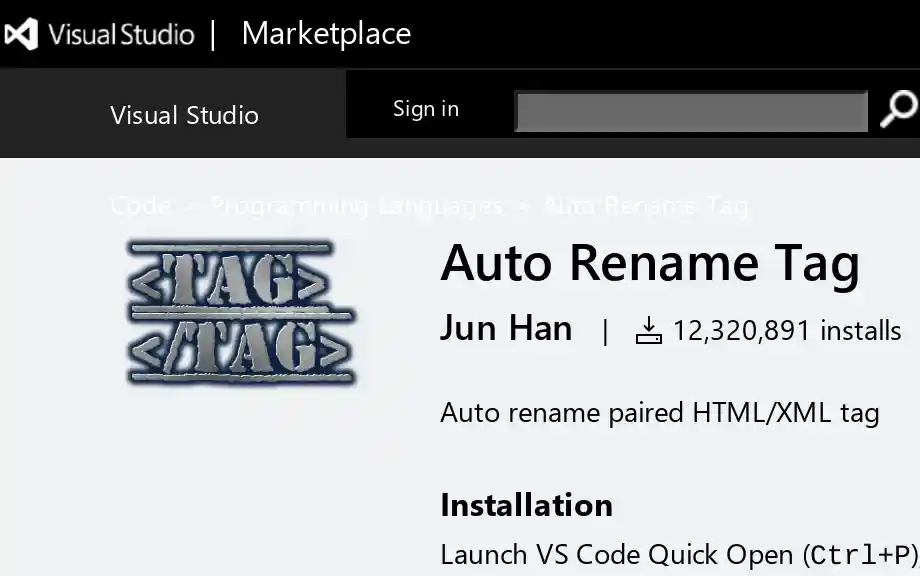 Visual Studio | Marketplace
Visual Studio
Sign in
Code > Programming Languages > Auto Rename Tag
<TAG>
</TAG>
Auto Rename Tag
Jun Han | 12,320,891 installs
Auto rename paired HTML/XML tag
Installation
Launch VS Code Quick Open (Ctrl+P)